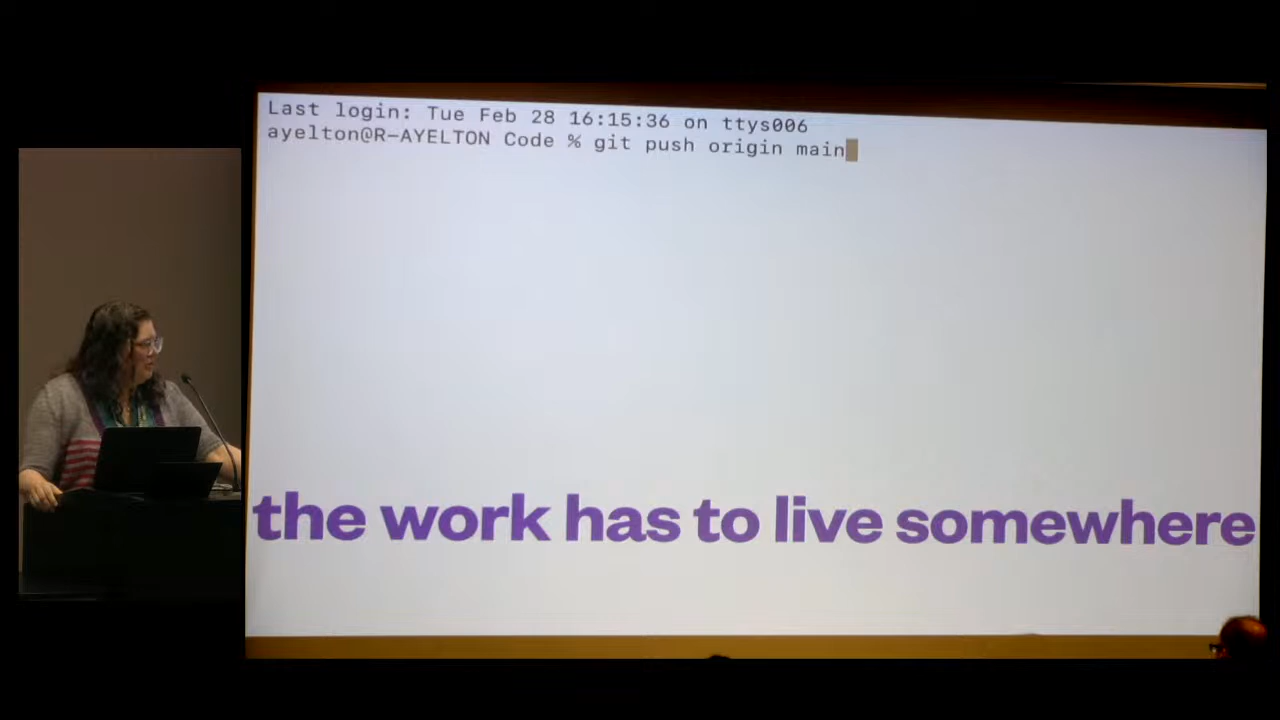 Last login: Tue Feb 28 16:15:36 on ttys006
ayelton@R-AYELTON Code % git push origin main
the work has to live somewhere